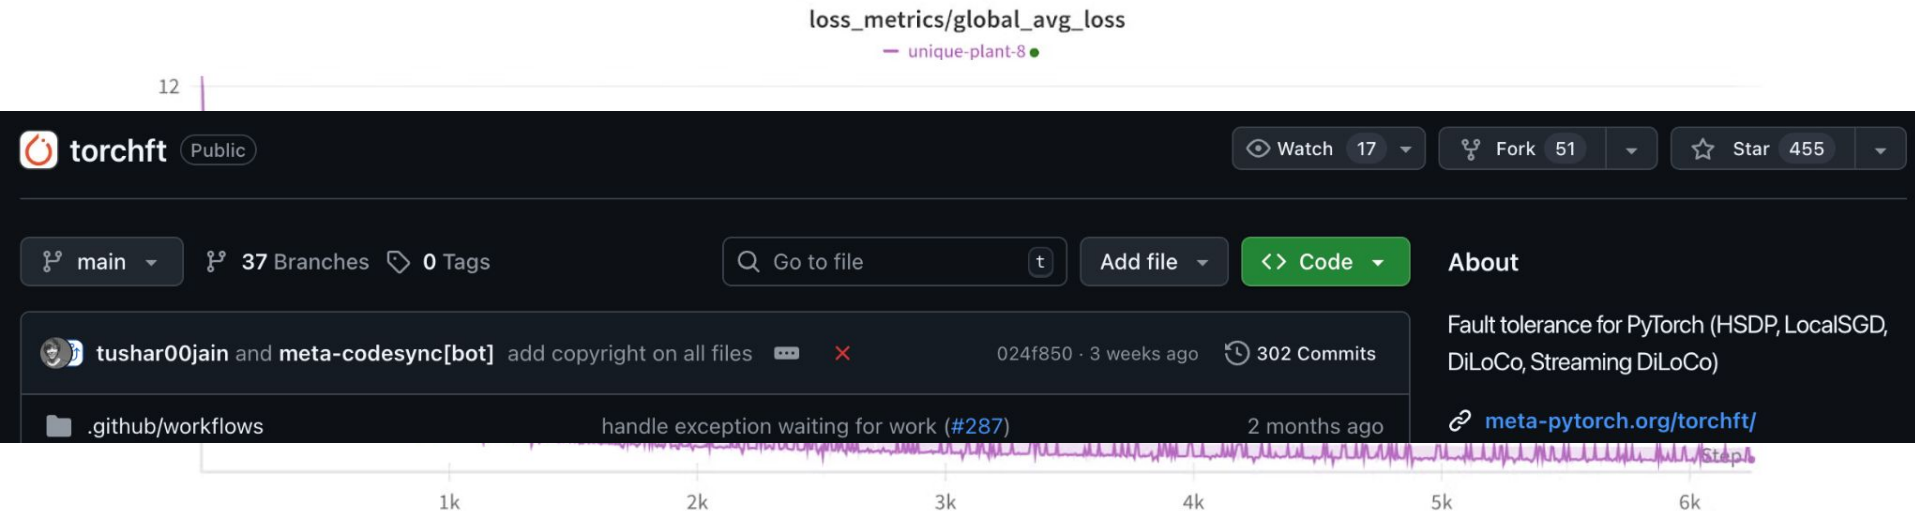 loss_metrics/global_avg_loss
unique-plant-8
12
torchft Public Watch 17 Fork 51 Star 455
main 37 Branches 0 Tags Go to file t Add file Code About
Fault tolerance for PyTorch (HSDP, LocalSGD,
DiLoCo, Streaming DiLoCo)
tushar00jain and meta-codesync[bot] add copyright on all files 024f850 · 3 weeks ago 302 Commits
.github/workflows handle exception waiting for work (#287) 2 months ago meta-pytorch.org/torchft/
Step
1k 2k 3k 4k 5k 6k